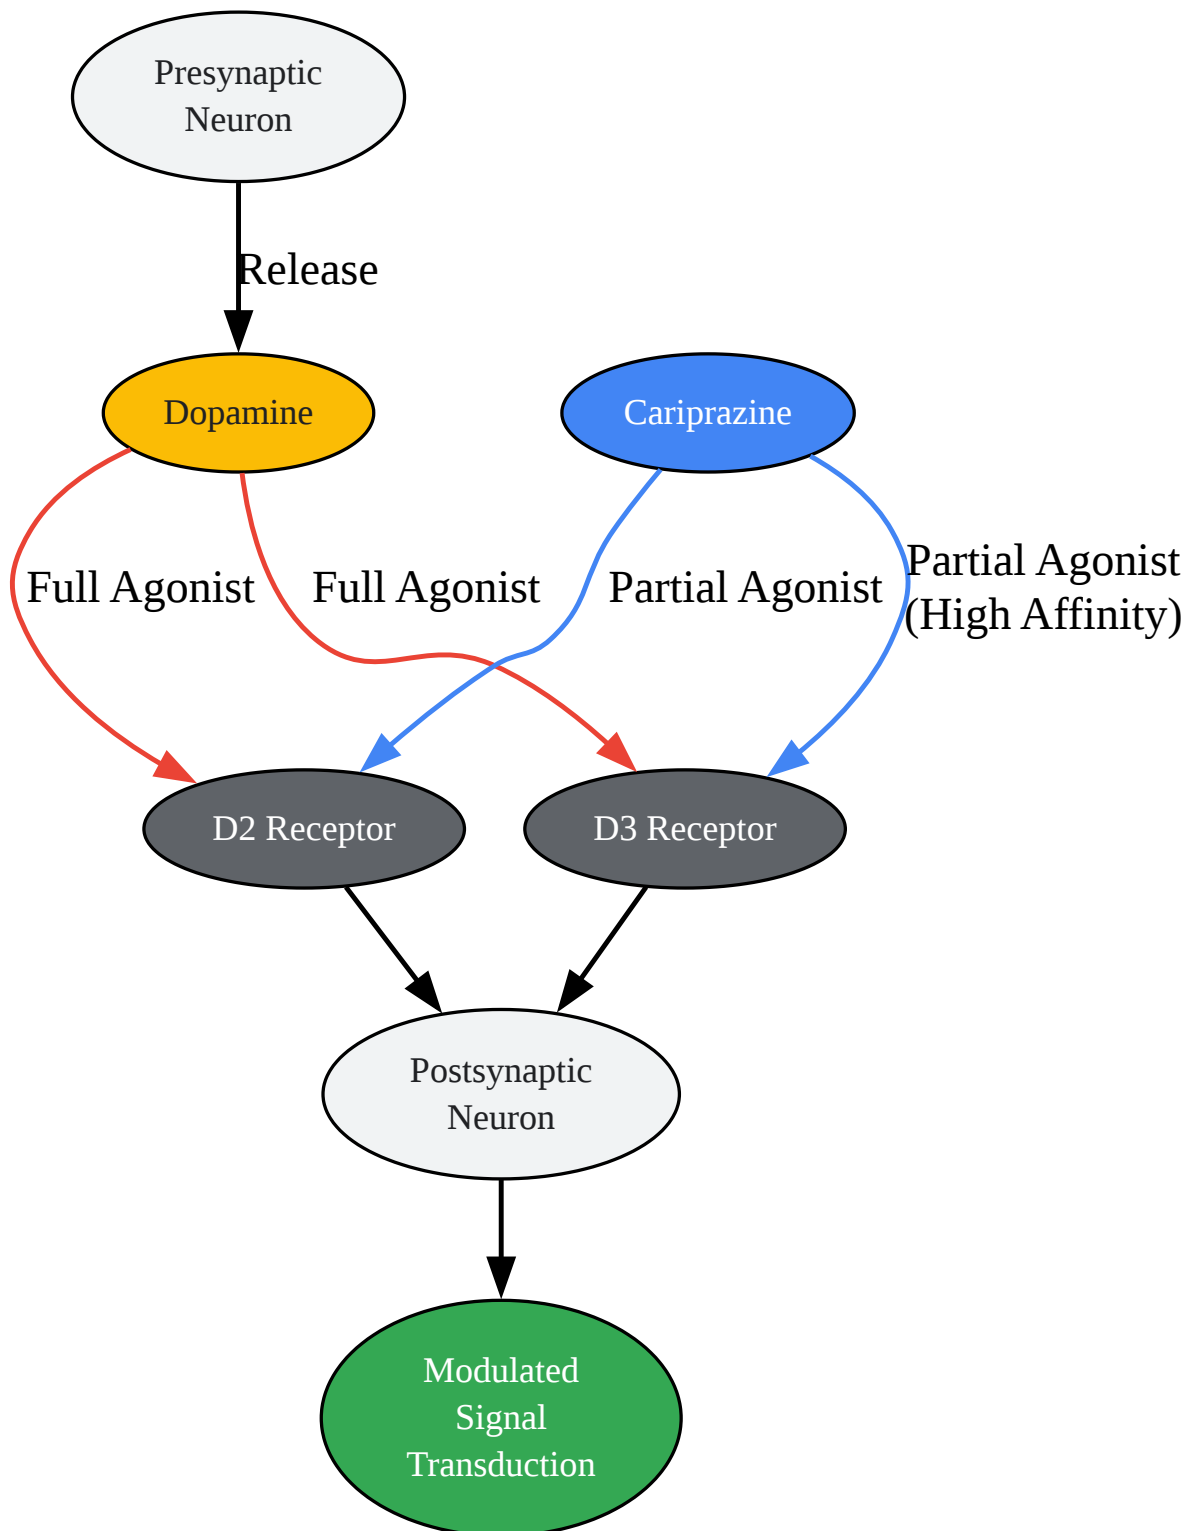 Presynaptic
Neuron
Release
Dopamine
Cariprazine
Full Agonist
Full Agonist
Partial Agonist
Partial Agonist
(High Affinity)
D2 Receptor
D3 Receptor
Postsynaptic
Neuron
Modulated
Signal
Transduction